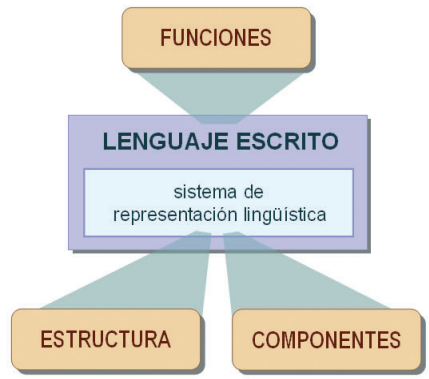 FUNCIONES
LENGUAJE ESCRITO
sistema de
representación lingüística
ESTRUCTURA
COMPONENTES